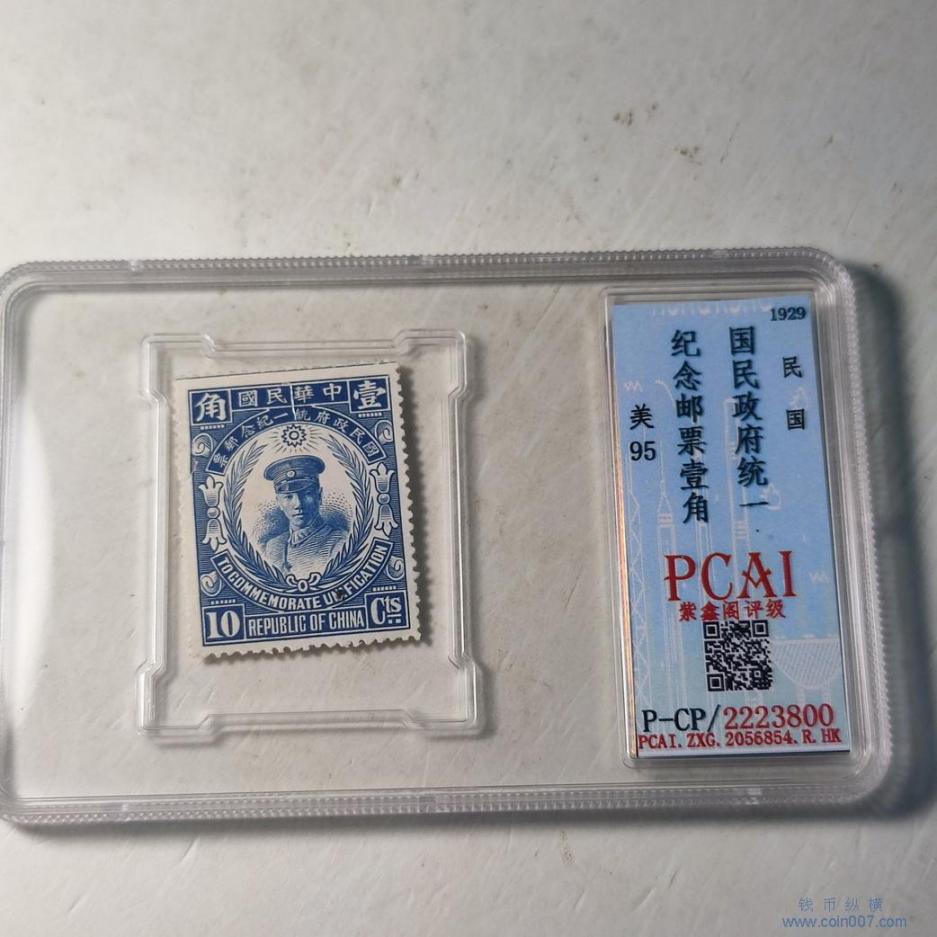 角 國民華中 壹
國民政府統一紀念郵票
TO COMMEMORATE UNIFICATION
10 REPUBLIC OF CHINA Cts
HONG KONG
1929
民国
国民政府统一
纪念邮票壹角
美
95
PCAI
紫鑫阁评级
P-CP/2223800
PCAI. ZXG. 2056854. R. HK
钱币纵横
www.coin007.com